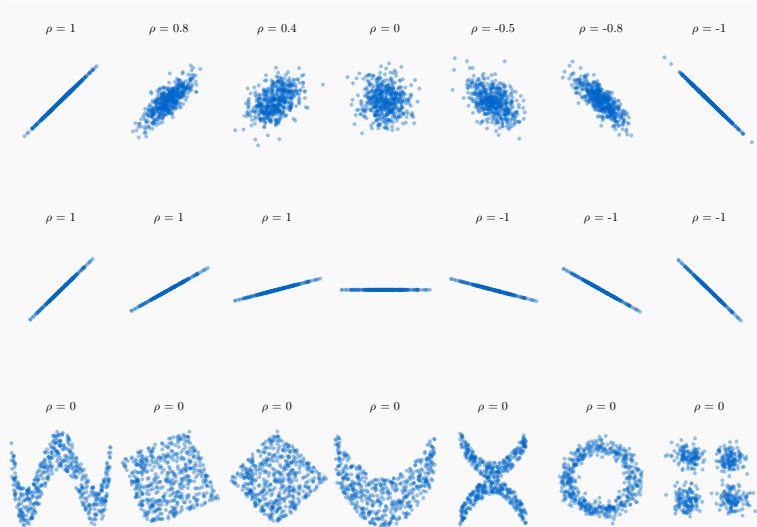 ρ = 1 ρ = 0.8 ρ = 0.4 ρ = 0 ρ = -0.5 ρ = -0.8 ρ = -1
ρ = 1 ρ = 1 ρ = 1 ρ = -1 ρ = -1 ρ = -1
ρ = 0 ρ = 0 ρ = 0 ρ = 0 ρ = 0 ρ = 0 ρ = 0